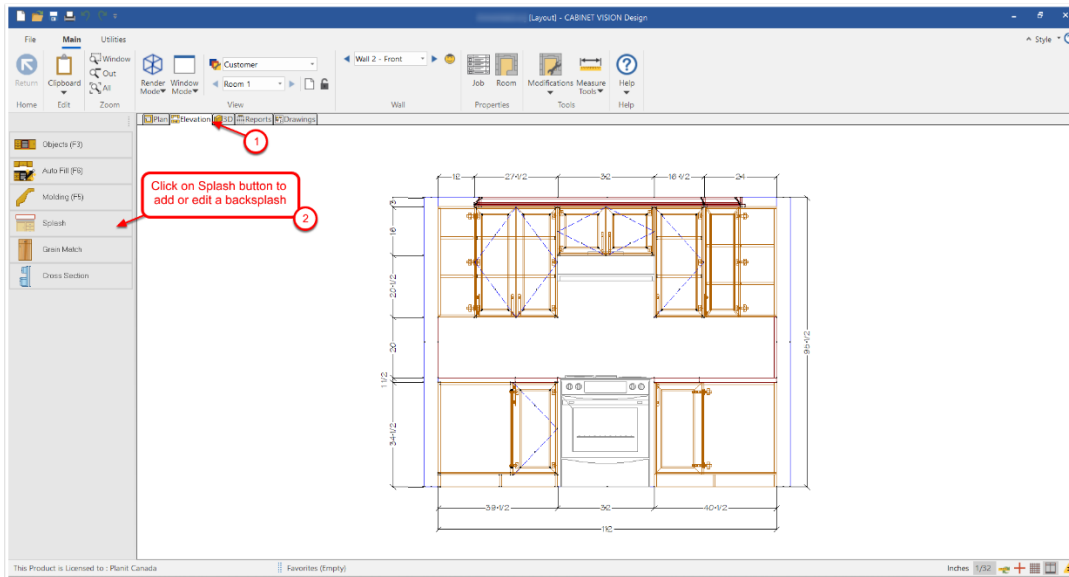 [Layout] - CABINET VISION Design
File Main Utilities
Style
Window
Out
All
Return
Clipboard
Render Mode
Window Mode
Customer
Room 1
Wall 2 - Front
Job
Room
Modifications
Measure Tools
Help
Home Edit Zoom View Wall Properties Tools Help
Plan Elevation 3D Reports Drawings
1
Objects (F3)
Auto Fill (F6)
Molding (F5)
Splash
Grain Match
Cross Section
Click on Splash button to
add or edit a backsplash
2
12 27-1/2 32 16-1/2 24
3
16
20-1/2
20
1 1/2
34-1/2
95-1/2
39-1/2 32 40-1/2
112
This Product is Licensed to : Planit Canada
Favorites (Empty)
Inches 1/32